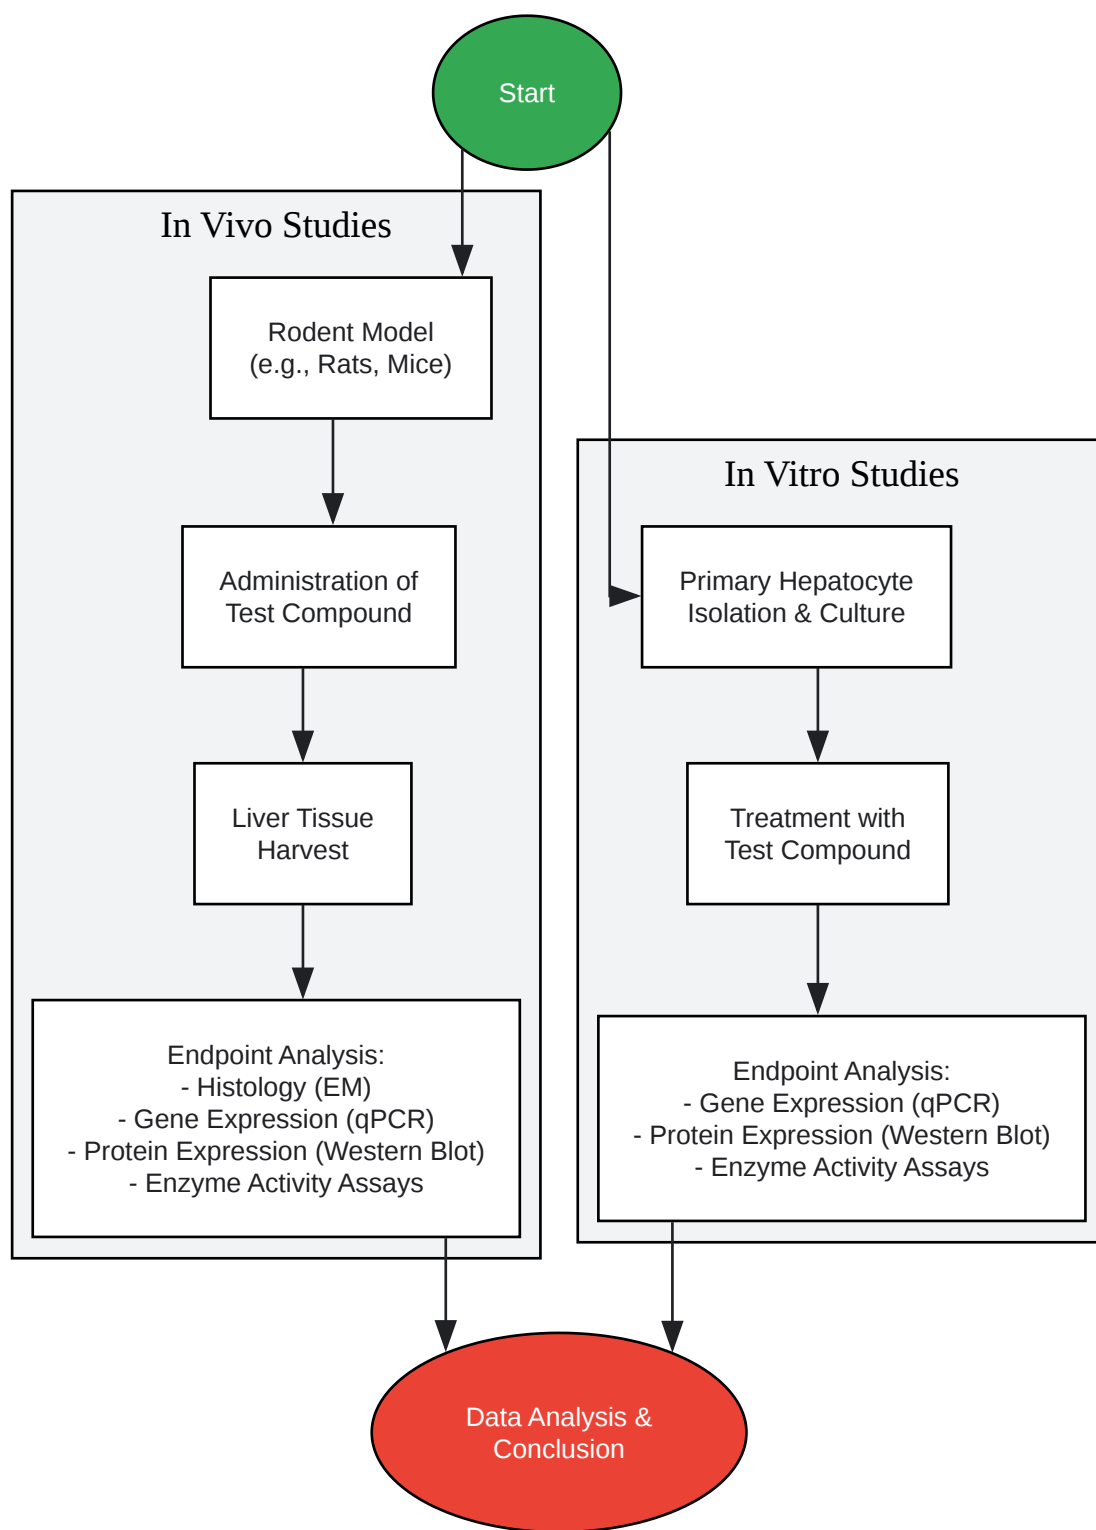 Start
In Vivo Studies
Rodent Model
(e.g., Rats, Mice)
Administration of
Test Compound
Liver Tissue
Harvest
Endpoint Analysis:
- Histology (EM)
- Gene Expression (qPCR)
- Protein Expression (Western Blot)
- Enzyme Activity Assays
In Vitro Studies
Primary Hepatocyte
Isolation & Culture
Treatment with
Test Compound
Endpoint Analysis:
- Gene Expression (qPCR)
- Protein Expression (Western Blot)
- Enzyme Activity Assays
Data Analysis &
Conclusion